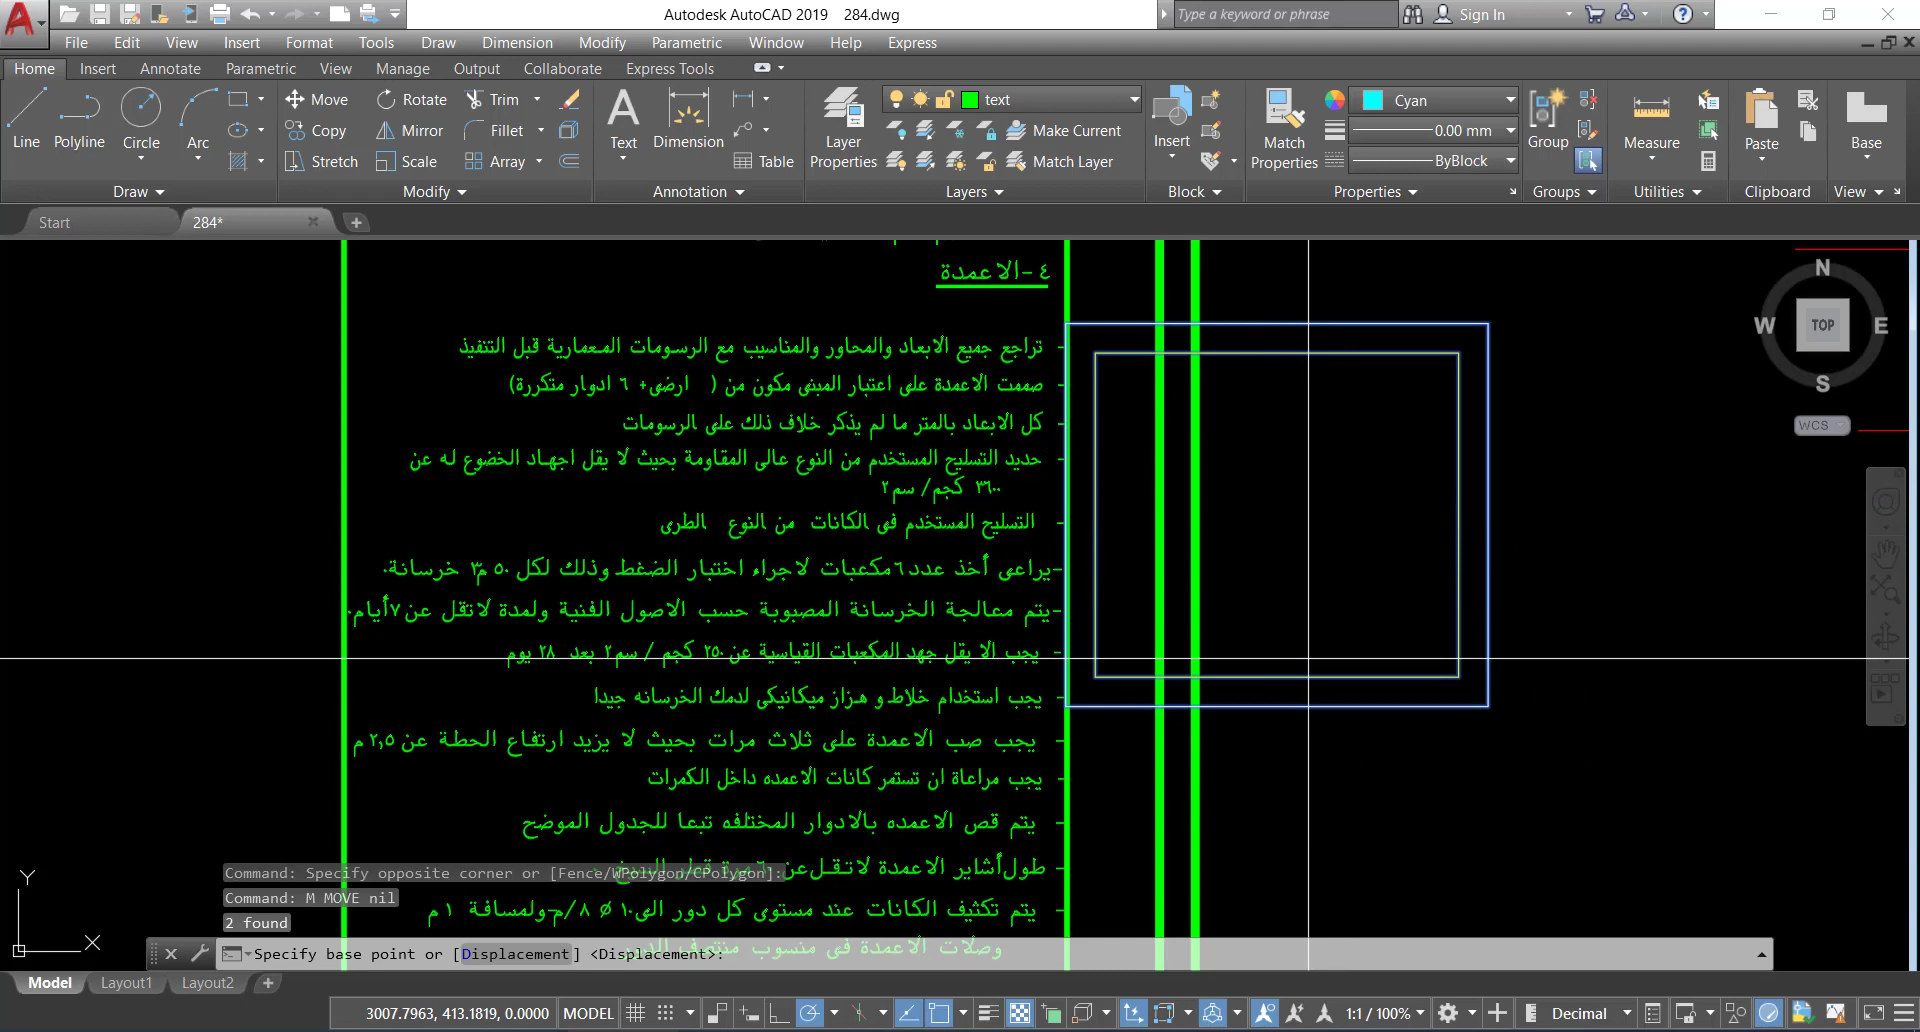 Autodesk AutoCAD 2019 284.dwg
Type a keyword or phrase
Sign In
File Edit View Insert Format Tools Draw Dimension Modify Parametric Window Help Express
Home Insert Annotate Parametric View Manage Output Collaborate Express Tools
Line Polyline Circle Arc
Move Rotate Trim
Copy Mirror Fillet
Stretch Scale Array
Text Dimension Table
Layer Properties
text
Make Current
Match Layer
Insert
Match Properties
Cyan
0.00 mm
ByBlock
Group
Measure
Paste
Base
Draw Modify Annotation Layers Block Properties Groups Utilities Clipboard View
Start 284*
٤-الاعمدة
- تراجع جميع الابعاد والمحاور والمناسيب مع الرسومات المعمارية قبل التنفيذ
- صممت الاعمدة على اعتبار المبنى مكون من ( ارضى+ ٦ ادوار متكررة)
- كل الابعاد بالمتر ما لم يذكر خلاف ذلك على الرسومات
- حديد التسليح المستخدم من النوع عالى المقاومة بحيث لا يقل اجهاد الخضوع له عن
٣٦٠٠ كجم/ سم٢
- التسليح المستخدم فى الكانات من النوع الطرى
-يراعى أخذ عدد٦مكعبات لاجراء اختبار الضغط وذلك لكل ٥٠ م٣ خرسانة.
-يتم معالجة الخرسانة المصبوبة حسب الاصول الفنية ولمدة لاتقل عن٧أيام.
- يجب الا يقل جهد المكعبات القياسية عن ٢٥٠ كجم / سم٢ بعد ٢٨ يوم
- يجب استخدام خلاط و هزاز ميكانيكى لدمك الخرسانه جيدا
- يجب صب الاعمدة على ثلاث مرات بحيث لا يزيد ارتفاع الحطة عن ٢,٥ م
- يجب مراعاة ان تستمر كانات الاعمده داخل الكمرات
- يتم قص الاعمده بالادوار المختلفه تبعا للجدول الموضح
- طول أشاير الاعمدة لاتقل عن
- يتم تكثيف الكانات عند مستوى كل دور الى ١٠ ø ٨/م ولمسافة ١ م
وصلات الاعمدة فى منسوب منتصف الدور
Command: Specify opposite corner or [Fence/WPolygon/CPolygon]:
Command: M MOVE nil
2 found
Specify base point or [Displacement] <Displacement>:
N
W TOP E
S
WCS
Y
X
Model Layout1 Layout2
3007.7963, 413.1819, 0.0000 MODEL 1:1 / 100% Decimal